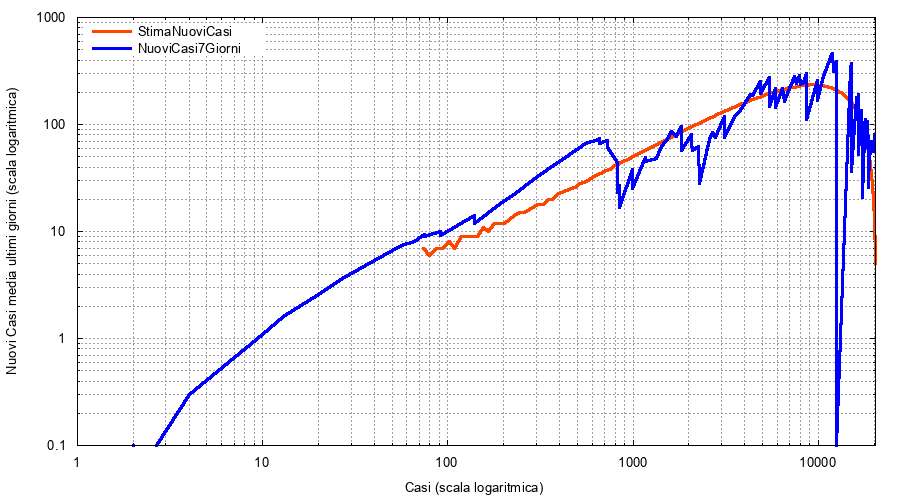 1000
100
10
1
0.1
StimaNuoviCasi
NuoviCasi7Giorni
Nuovi Casi media ultimi giorni (scala logaritmica)
1 10 100 1000 10000
Casi (scala logaritmica)